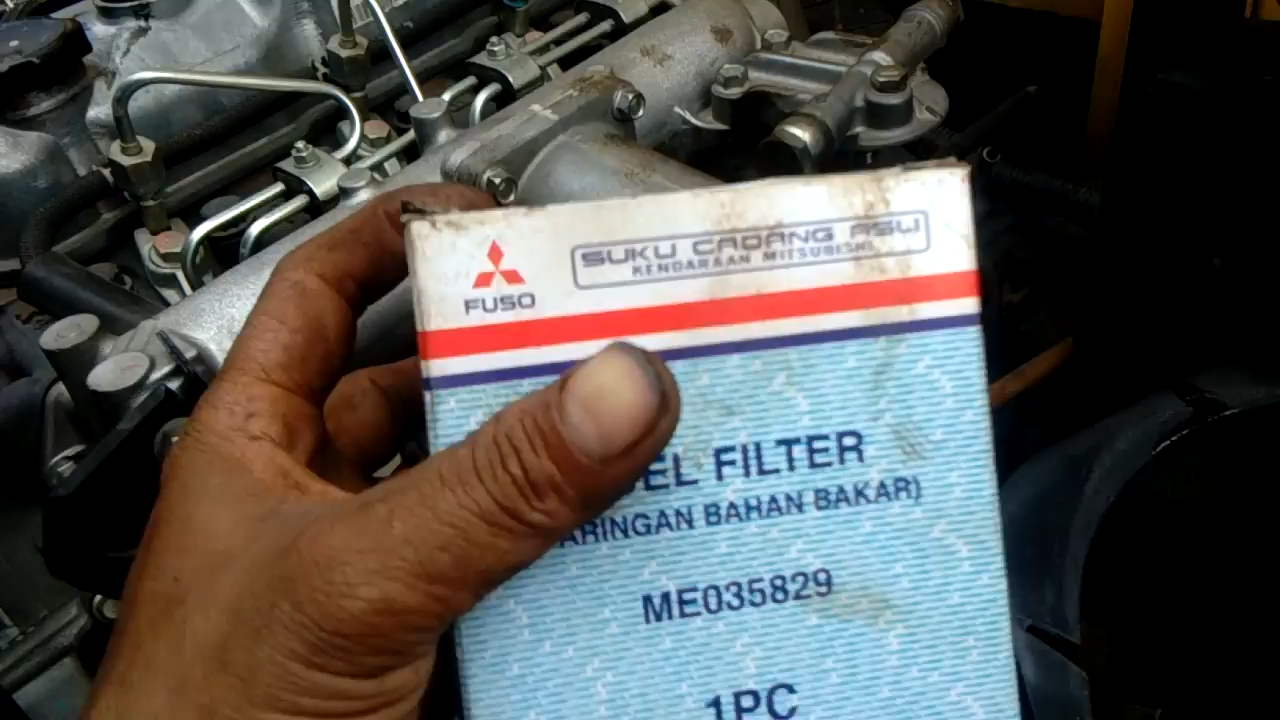 FUSO
SUKU CADANG ASLI
KENDARAAN MITSUBISHI
EL FILTER
ARINGAN BAHAN BAKAR)
ME035829
1PC